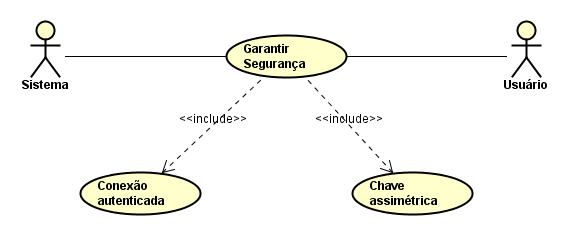 Garantir
Segurança
Sistema
Usuário
<<include>>
<<include>>
Conexão
autenticada
Chave
assimétrica